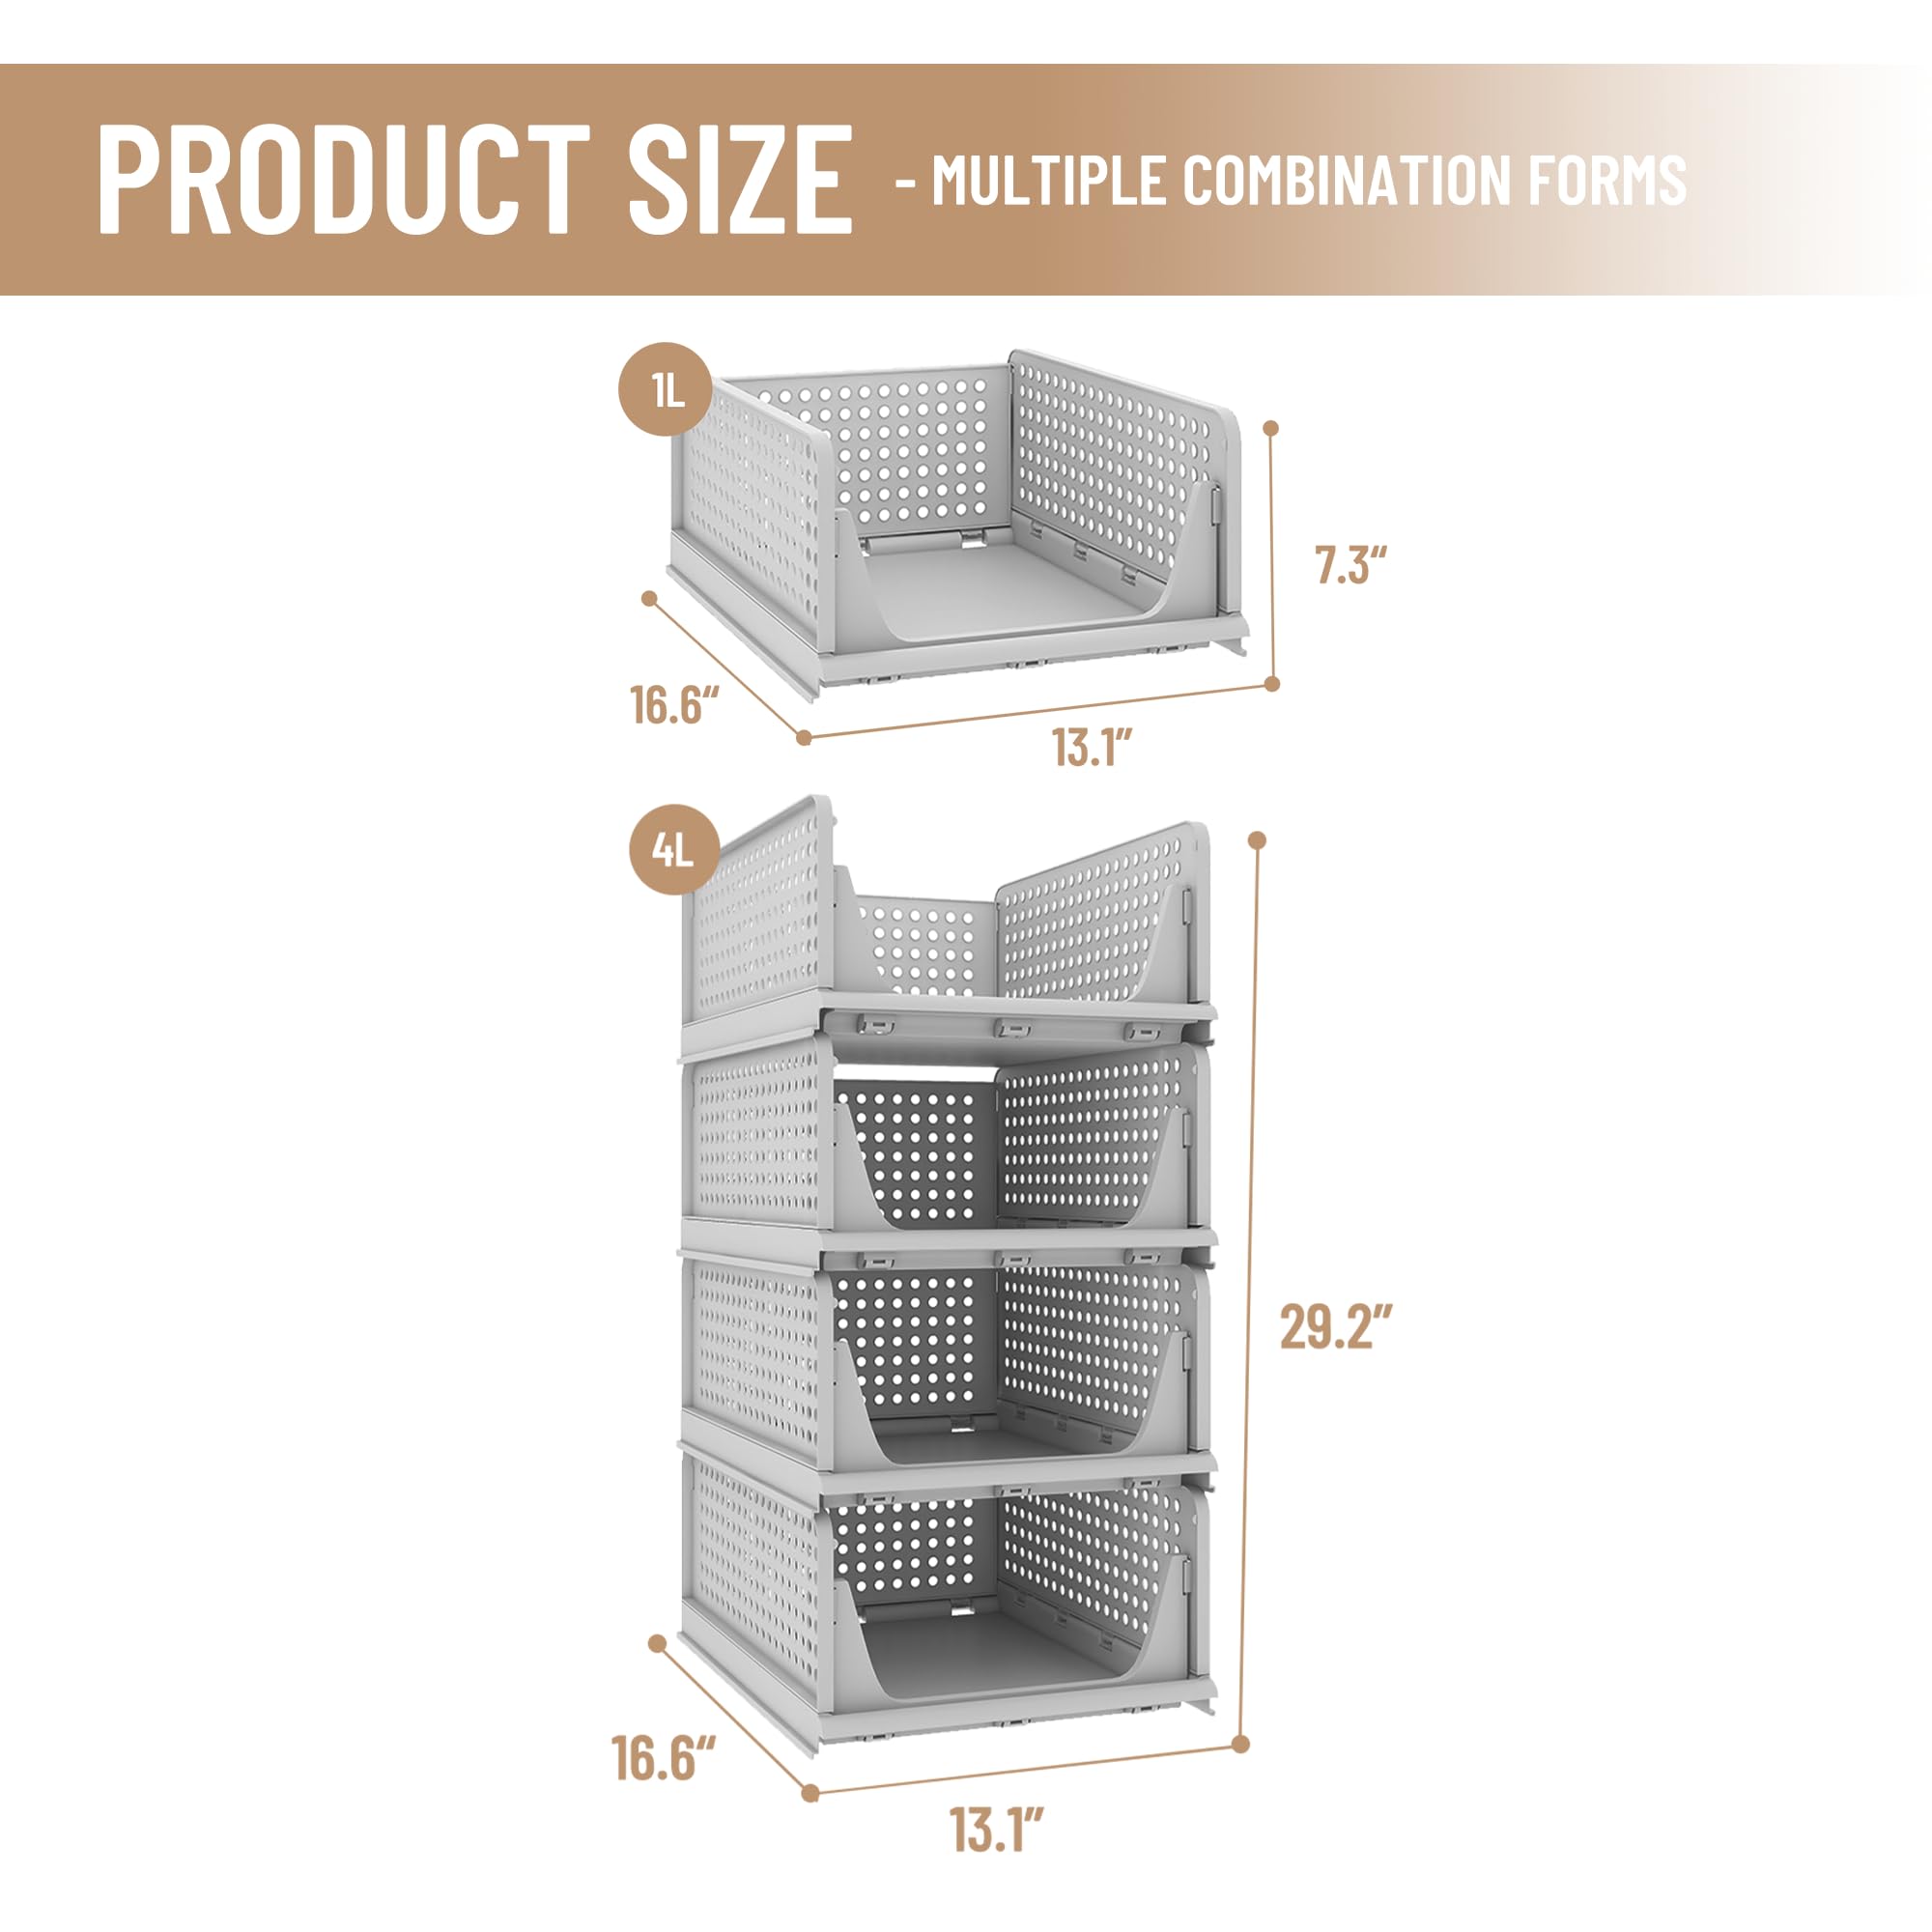 PRODUCT SIZE - MULTIPLE COMBINATION FORMS
1L
7.3"
16.6"
13.1"
4L
29.2"
16.6"
13.1"